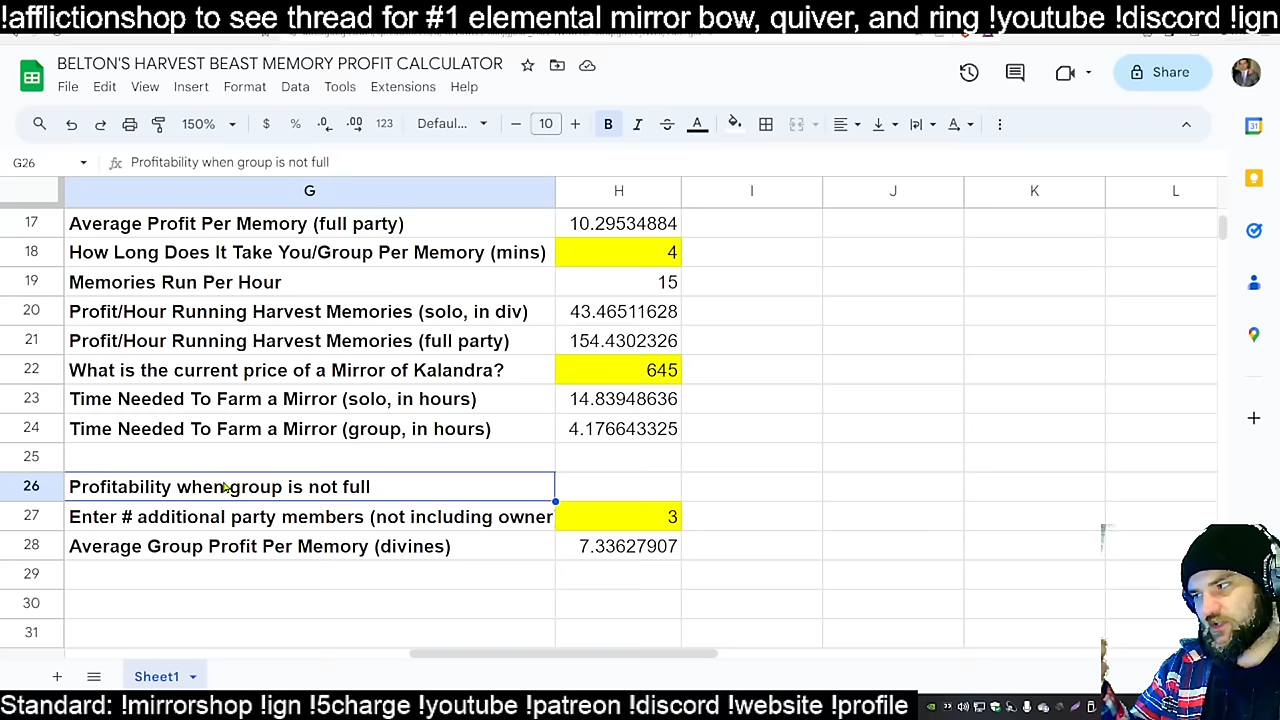 !afflictionshop to see thread for #1 elemental mirror bow, quiver, and ring !youtube !discord !ign
BELTON'S HARVEST BEAST MEMORY PROFIT CALCULATOR
Share
File Edit View Insert Format Data Tools Extensions Help
150% $ % .0 .00 123 Defaul... 10 B I A
G26 fx Profitability when group is not full
G H I J K L
17 Average Profit Per Memory (full party) 10.29534884
18 How Long Does It Take You/Group Per Memory (mins) 4
19 Memories Run Per Hour 15
20 Profit/Hour Running Harvest Memories (solo, in div) 43.46511628
21 Profit/Hour Running Harvest Memories (full party) 154.4302326
22 What is the current price of a Mirror of Kalandra? 645
23 Time Needed To Farm a Mirror (solo, in hours) 14.83948636
24 Time Needed To Farm a Mirror (group, in hours) 4.176643325
25
26 Profitability when group is not full
27 Enter # additional party members (not including owner 3
28 Average Group Profit Per Memory (divines) 7.33627907
29
30
31
Sheet1
Standard: !mirrorshop !ign !5charge !youtube !patreon !discord !website !profile